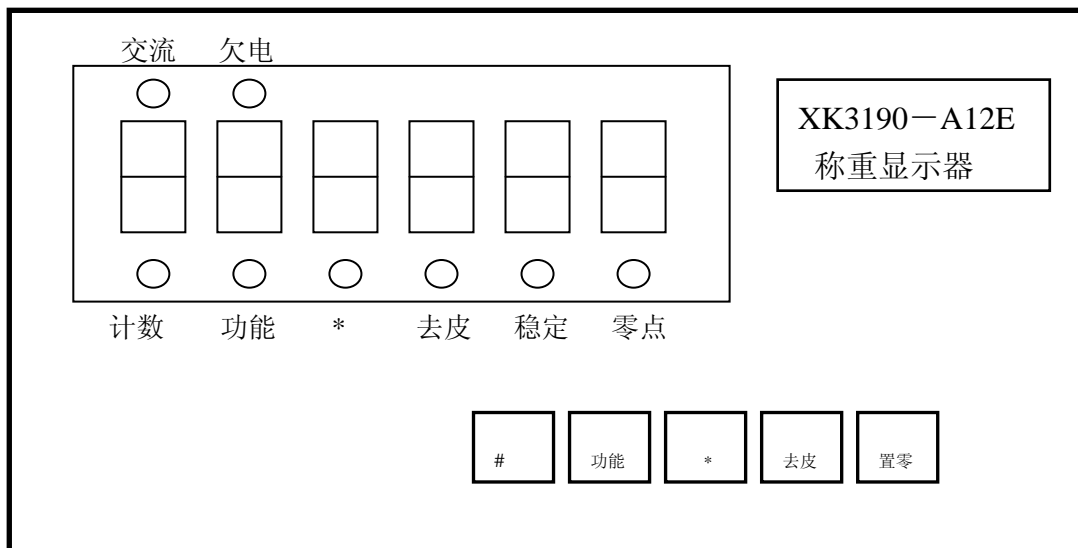 交流 欠电
XK3190－A12E
称重显示器
计数 功能 * 去皮 稳定 零点
# 功能 * 去皮 置零